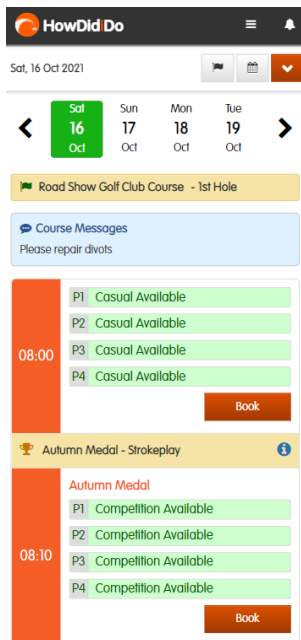 HowDidiDo
Sat, 16 Oct 2021
Sat Sun Mon Tue
16 17 18 19
Oct Oct Oct Oct
Road Show Golf Club Course - 1st Hole
Course Messages
Please repair divots
08:00
P1 Casual Available
P2 Casual Available
P3 Casual Available
P4 Casual Available
Book
Autumn Medal - Strokeplay
Autumn Medal
08:10
P1 Competition Available
P2 Competition Available
P3 Competition Available
P4 Competition Available
Book